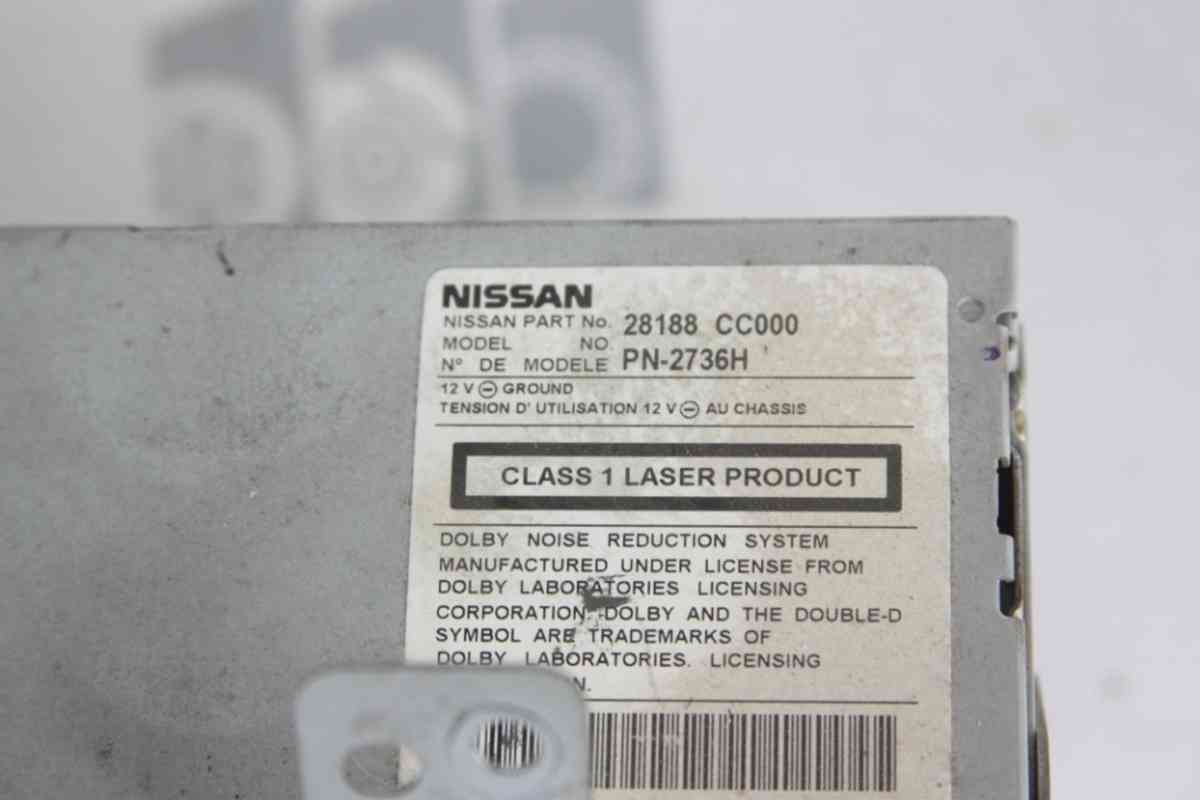 NISSAN
NISSAN PART No. 28188 CC000
MODEL NO.
N° DE MODELE PN-2736H
12 V ⊖ GROUND
TENSION D' UTILISATION 12 V ⊖ AU CHASSIS
CLASS 1 LASER PRODUCT
DOLBY NOISE REDUCTION SYSTEM
MANUFACTURED UNDER LICENSE FROM
DOLBY LABORATORIES LICENSING
CORPORATION. DOLBY AND THE DOUBLE-D
SYMBOL ARE TRADEMARKS OF
DOLBY LABORATORIES. LICENSING